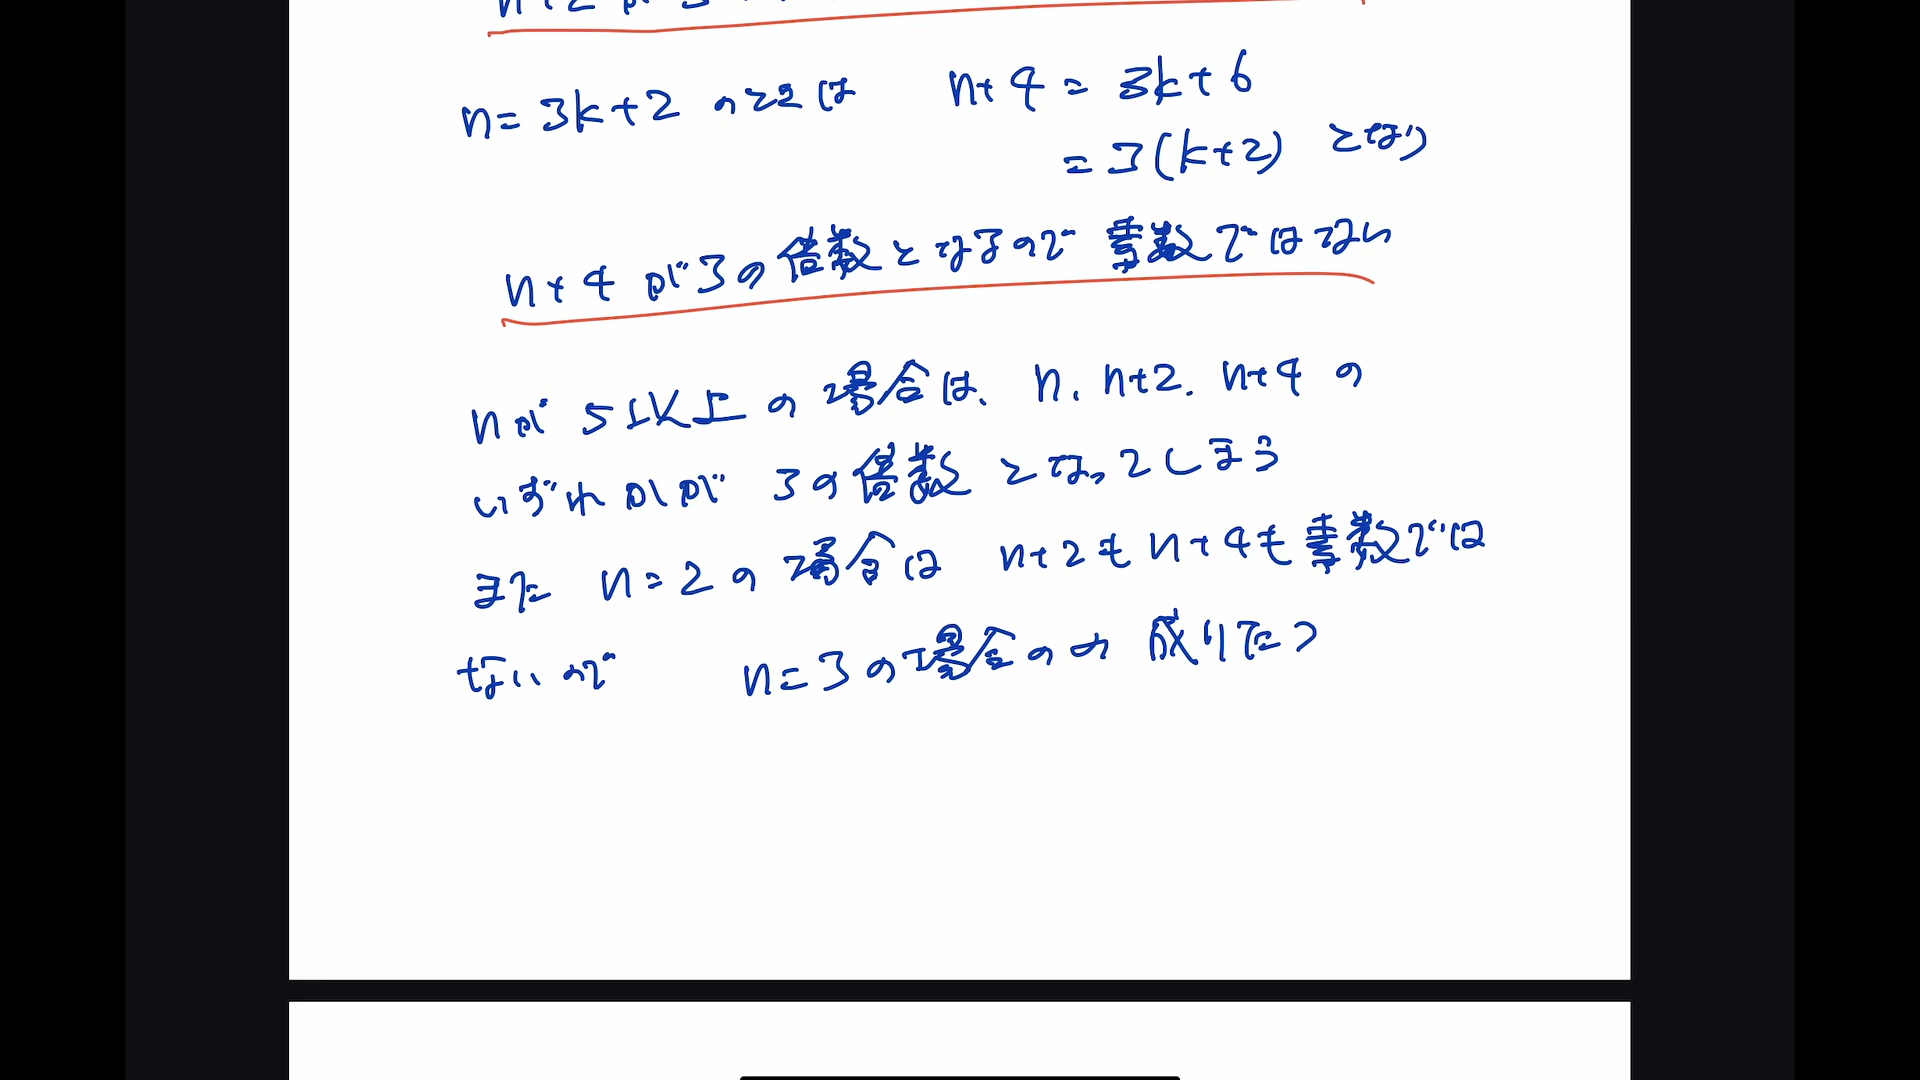 n+2 が 3
n=3k+2 のときは n+4 = 3k+6
= 3(k+2) となり
n+4 が3の倍数となるので 素数ではない
nが 5以上の場合は、n、n+2、n+4 の
いずれかが 3の倍数 となってしまう
また n=2の場合は n+2もn+4も素数では
ないので n=3の場合のみ 成りたつ